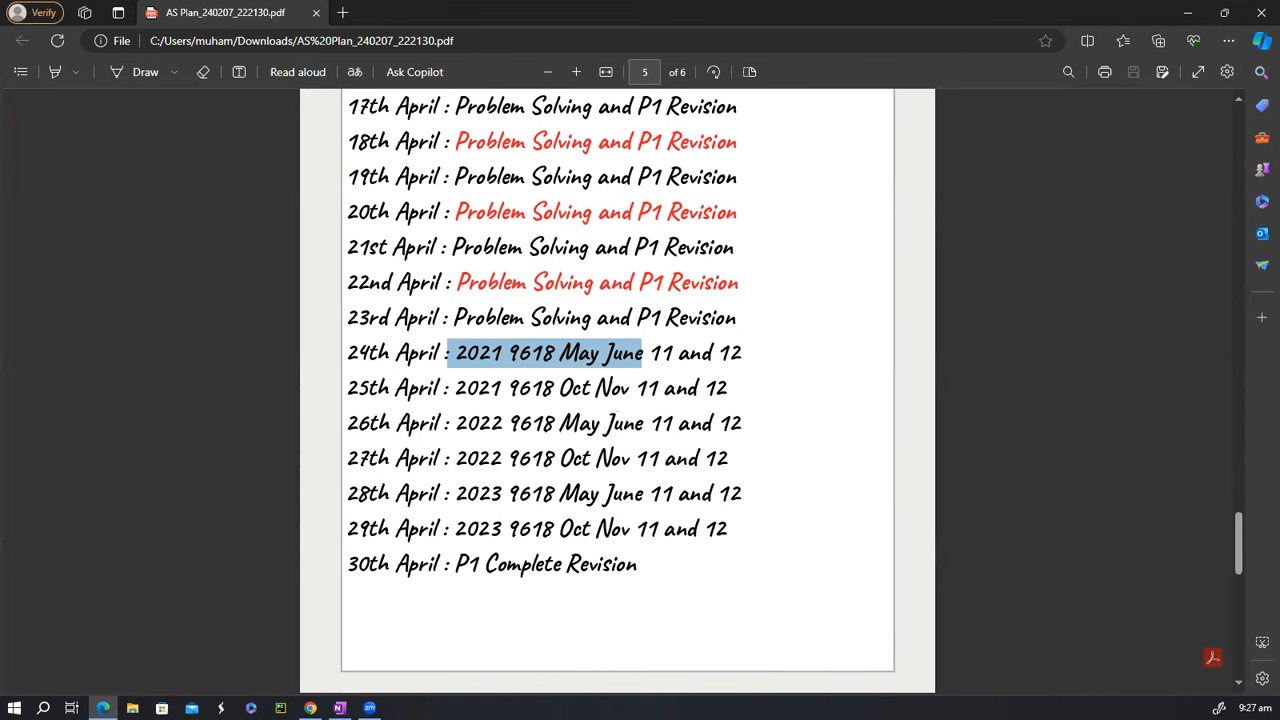 Verify
AS Plan_240207_222130.pdf
File
C:/Users/muham/Downloads/AS%20Plan_240207_222130.pdf
Draw
Read aloud
Ask Copilot
5
of 6
17th April : Problem Solving and P1 Revision
18th April : Problem Solving and P1 Revision
19th April : Problem Solving and P1 Revision
20th April : Problem Solving and P1 Revision
21st April : Problem Solving and P1 Revision
22nd April : Problem Solving and P1 Revision
23rd April : Problem Solving and P1 Revision
24th April : 2021 9618 May June 11 and 12
25th April : 2021 9618 Oct Nov 11 and 12
26th April : 2022 9618 May June 11 and 12
27th April : 2022 9618 Oct Nov 11 and 12
28th April : 2023 9618 May June 11 and 12
29th April : 2023 9618 Oct Nov 11 and 12
30th April : P1 Complete Revision
9:27 am